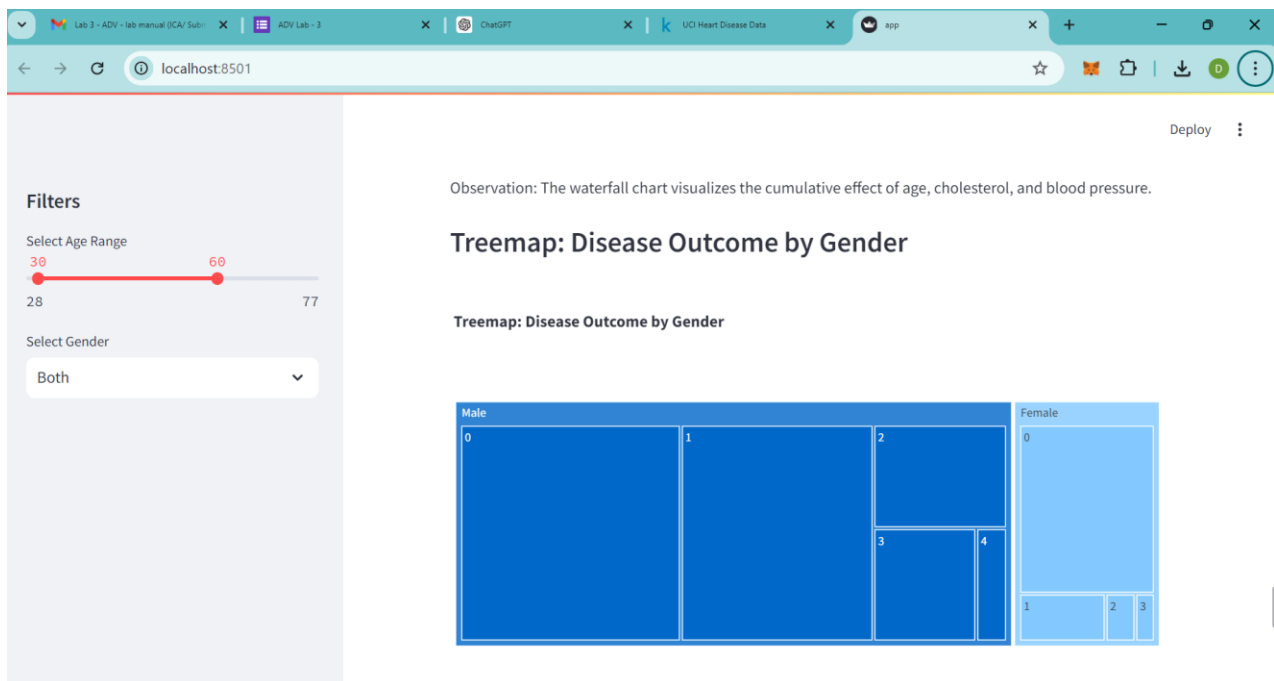 Lab 3 - ADV - lab manual (ICA/ Subm
ADV Lab - 3
ChatGPT
UCI Heart Disease Data
app
localhost:8501
D
Deploy
Filters
Select Age Range
30 60
28 77
Select Gender
Both
Observation: The waterfall chart visualizes the cumulative effect of age, cholesterol, and blood pressure.
Treemap: Disease Outcome by Gender
Treemap: Disease Outcome by Gender
Male
0
1
2
3
4
Female
0
1
2
3